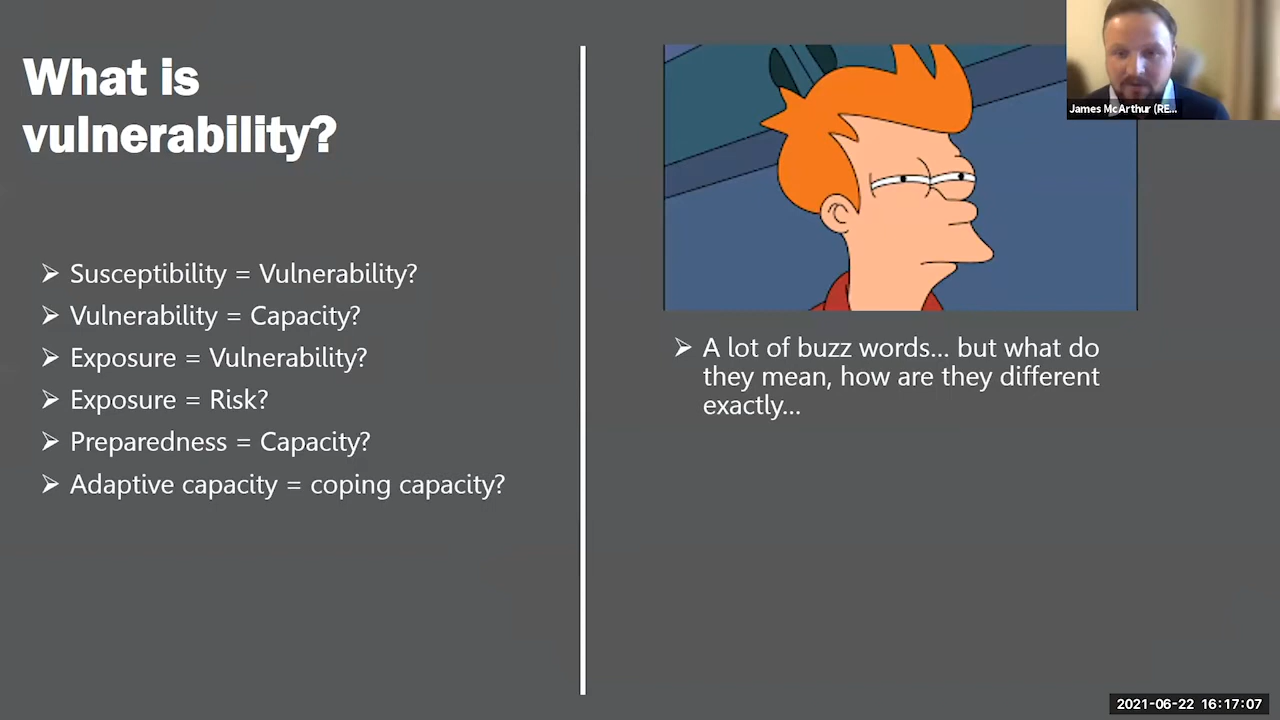 What is
vulnerability?
➢ Susceptibility = Vulnerability?
➢ Vulnerability = Capacity?
➢ Exposure = Vulnerability?
➢ Exposure = Risk?
➢ Preparedness = Capacity?
➢ Adaptive capacity = coping capacity?
➢ A lot of buzz words... but what do
they mean, how are they different
exactly...
James McArthur (RE...
2021-06-22 16:17:07